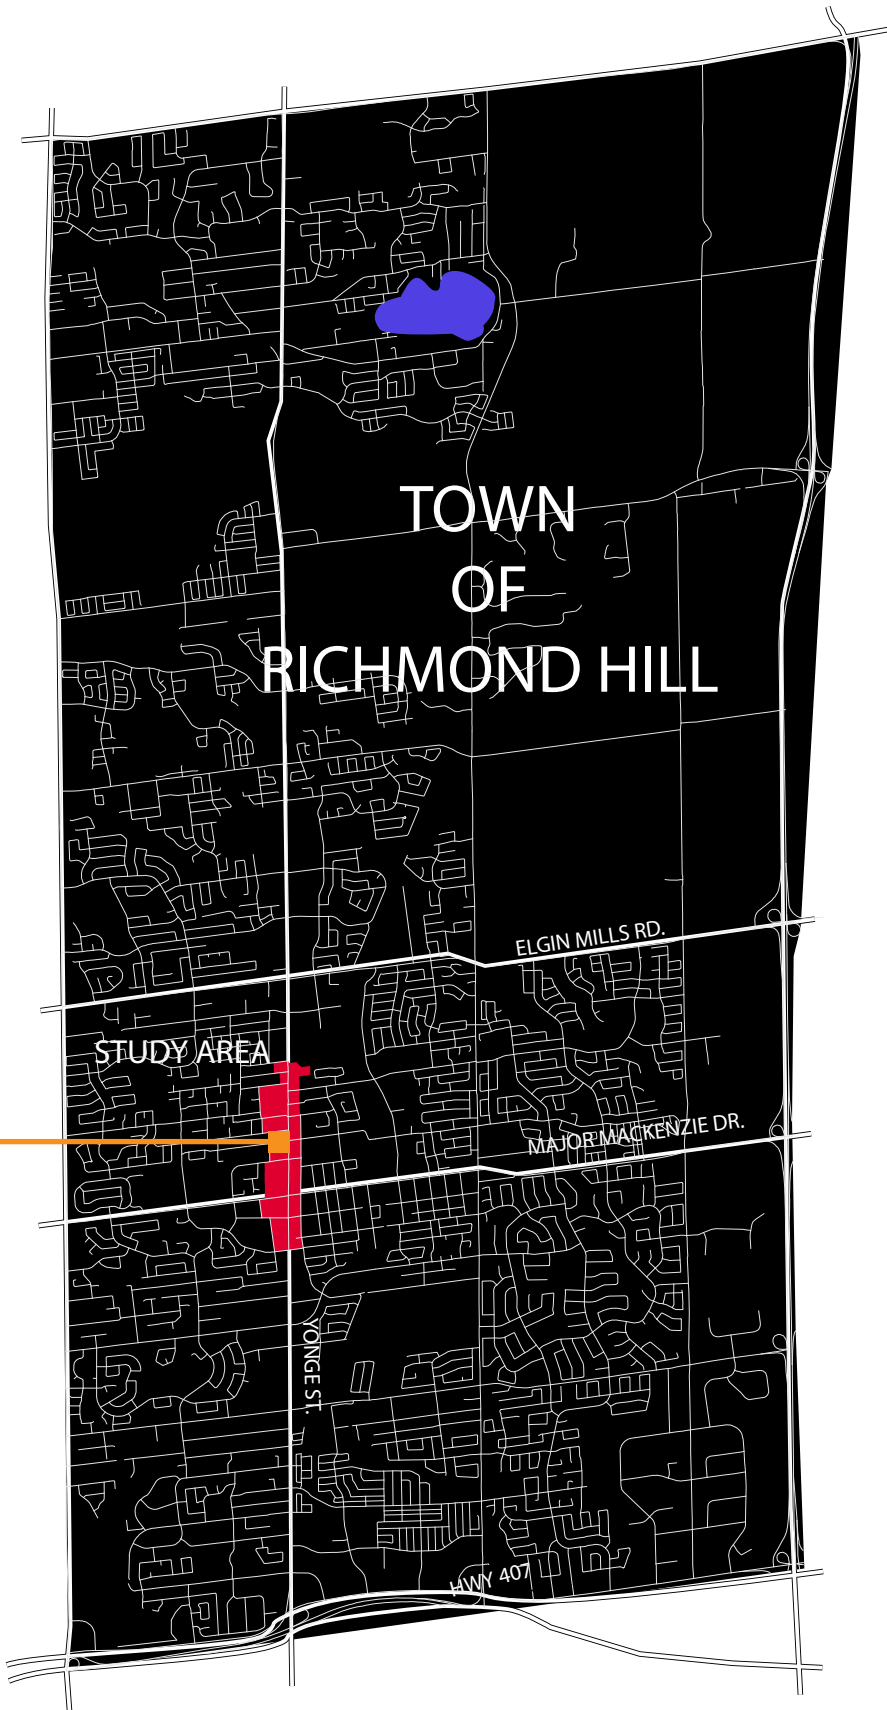 TOWN
OF
RICHMOND HILL
ELGIN MILLS RD.
STUDY AREA
MAJOR MACKENZIE DR.
YONGE ST.
HWY 407